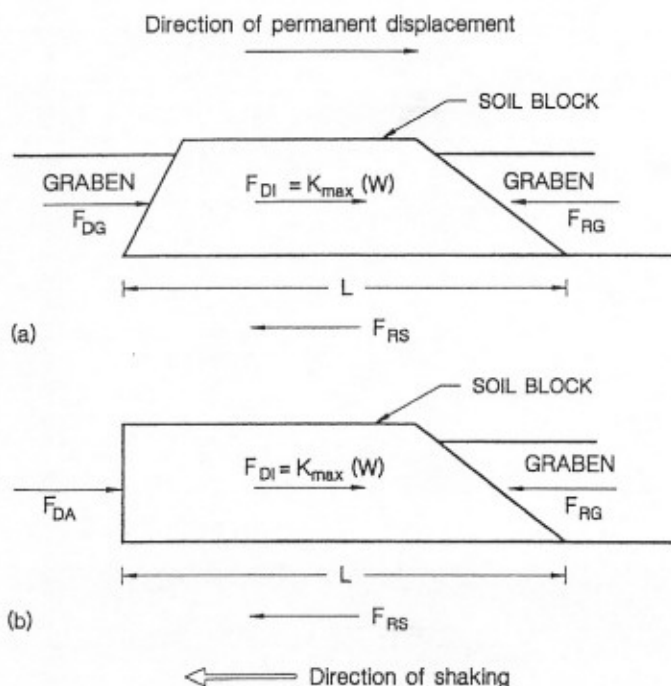 Direction of permanent displacement
SOIL BLOCK
GRABEN
F_DG
F_DI = K_max (W)
GRABEN
F_RG
L
F_RS
(a)
SOIL BLOCK
F_DI = K_max (W)
F_DA
GRABEN
F_RG
L
F_RS
(b)
Direction of shaking